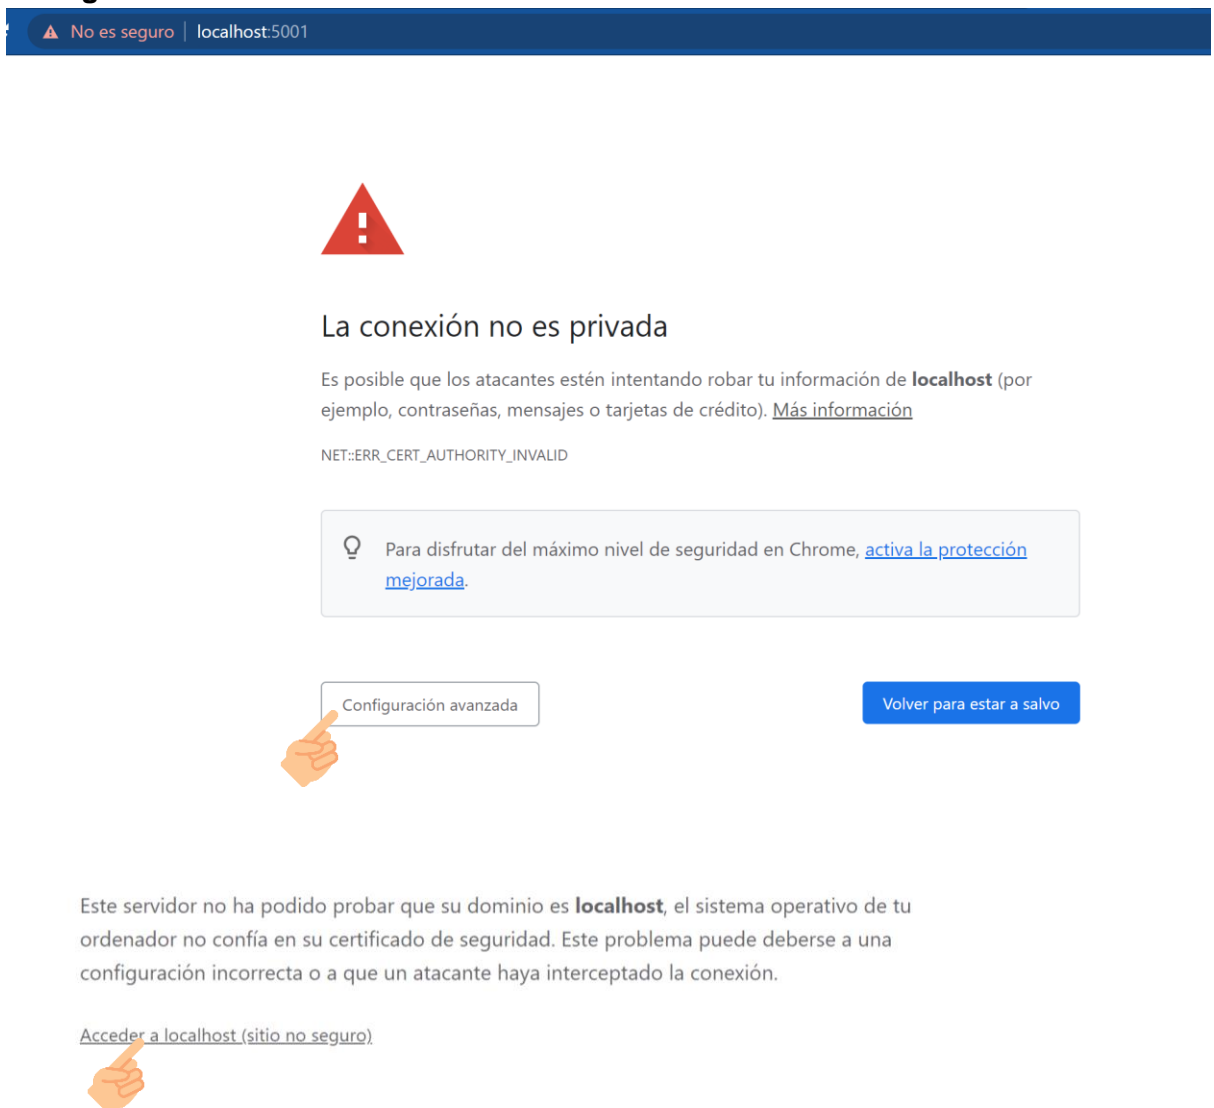 No es seguro | localhost:5001
La conexión no es privada
Es posible que los atacantes estén intentando robar tu información de localhost (por
ejemplo, contraseñas, mensajes o tarjetas de crédito). Más información
NET::ERR_CERT_AUTHORITY_INVALID
Para disfrutar del máximo nivel de seguridad en Chrome, activa la protección
mejorada.
Configuración avanzada
Volver para estar a salvo
Este servidor no ha podido probar que su dominio es localhost, el sistema operativo de tu
ordenador no confía en su certificado de seguridad. Este problema puede deberse a una
configuración incorrecta o a que un atacante haya interceptado la conexión.
Acceder a localhost (sitio no seguro)